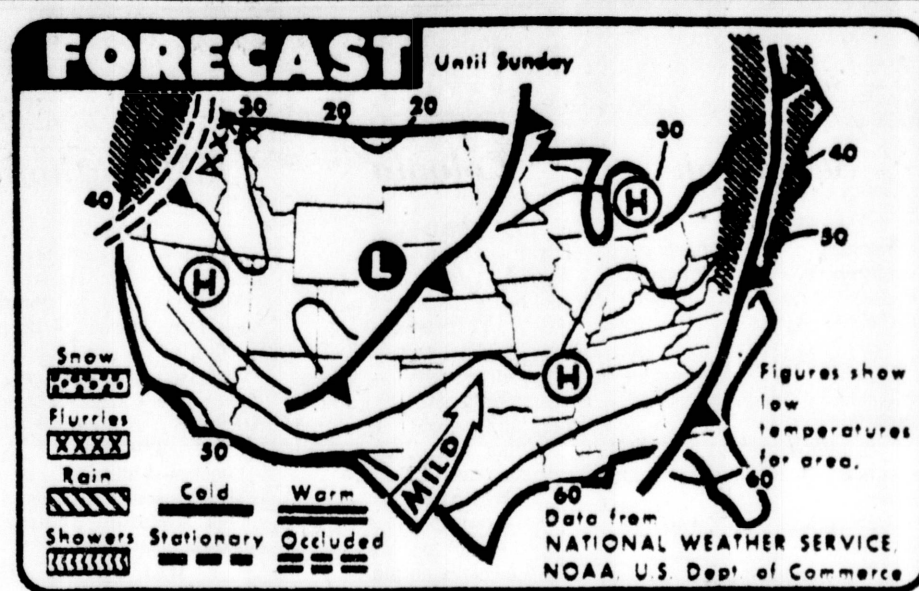 FORECAST
Until Sunday
30
20
20
30
40
40
50
H
H
H
L
MILD
50
60
60
Snow
Flurries
XXXX
Rain
Showers
Cold
Warm
Stationary
Occluded
Figures show
low
temperatures
for area.
Data from
NATIONAL WEATHER SERVICE,
NOAA, U.S. Dept. of Commerce